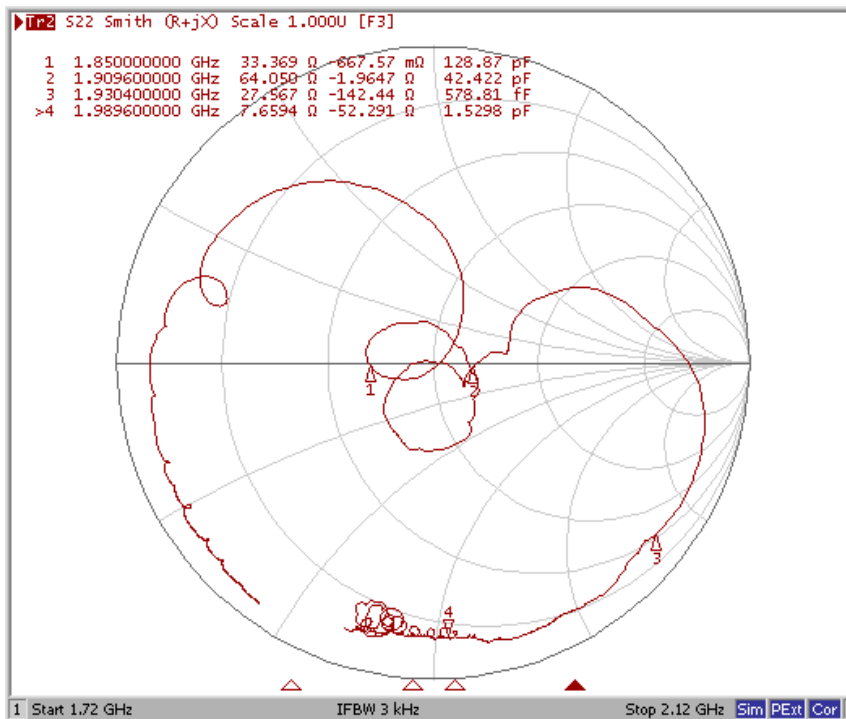 Tr2 S22 Smith (R+jX) Scale 1.000U [F3]
1 1.850000000 GHz 33.369 Ω -667.57 mΩ 128.87 pF
2 1.909600000 GHz 64.050 Ω -1.9647 Ω 42.422 pF
3 1.930400000 GHz 27.567 Ω -142.44 Ω 578.81 fF
>4 1.989600000 GHz 7.6594 Ω -52.291 Ω 1.5298 pF
1
2
3
4
1 Start 1.72 GHz IFBW 3 kHz Stop 2.12 GHz Sim PExt Cor